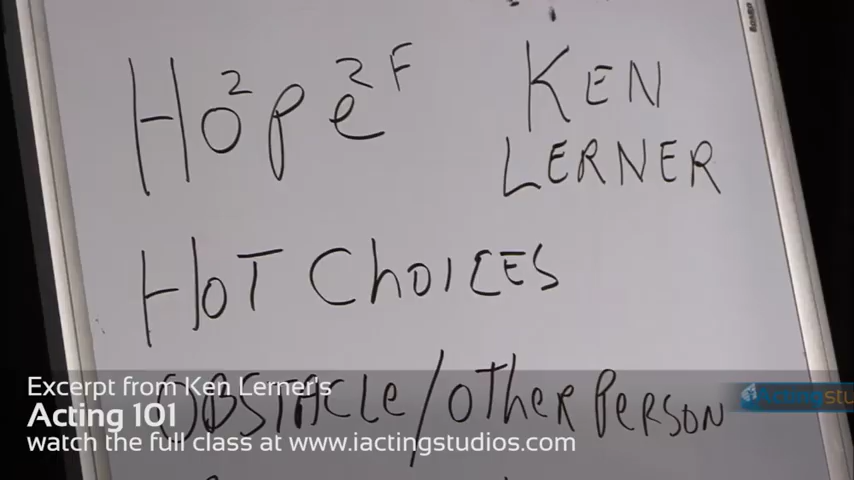 Ho²pe²F
KEN
LERNER
HOT ChOICES
OBSTACLe/OTheR PeRSON
Excerpt from Ken Lerner's
Acting 101
watch the full class at www.iactingstudios.com